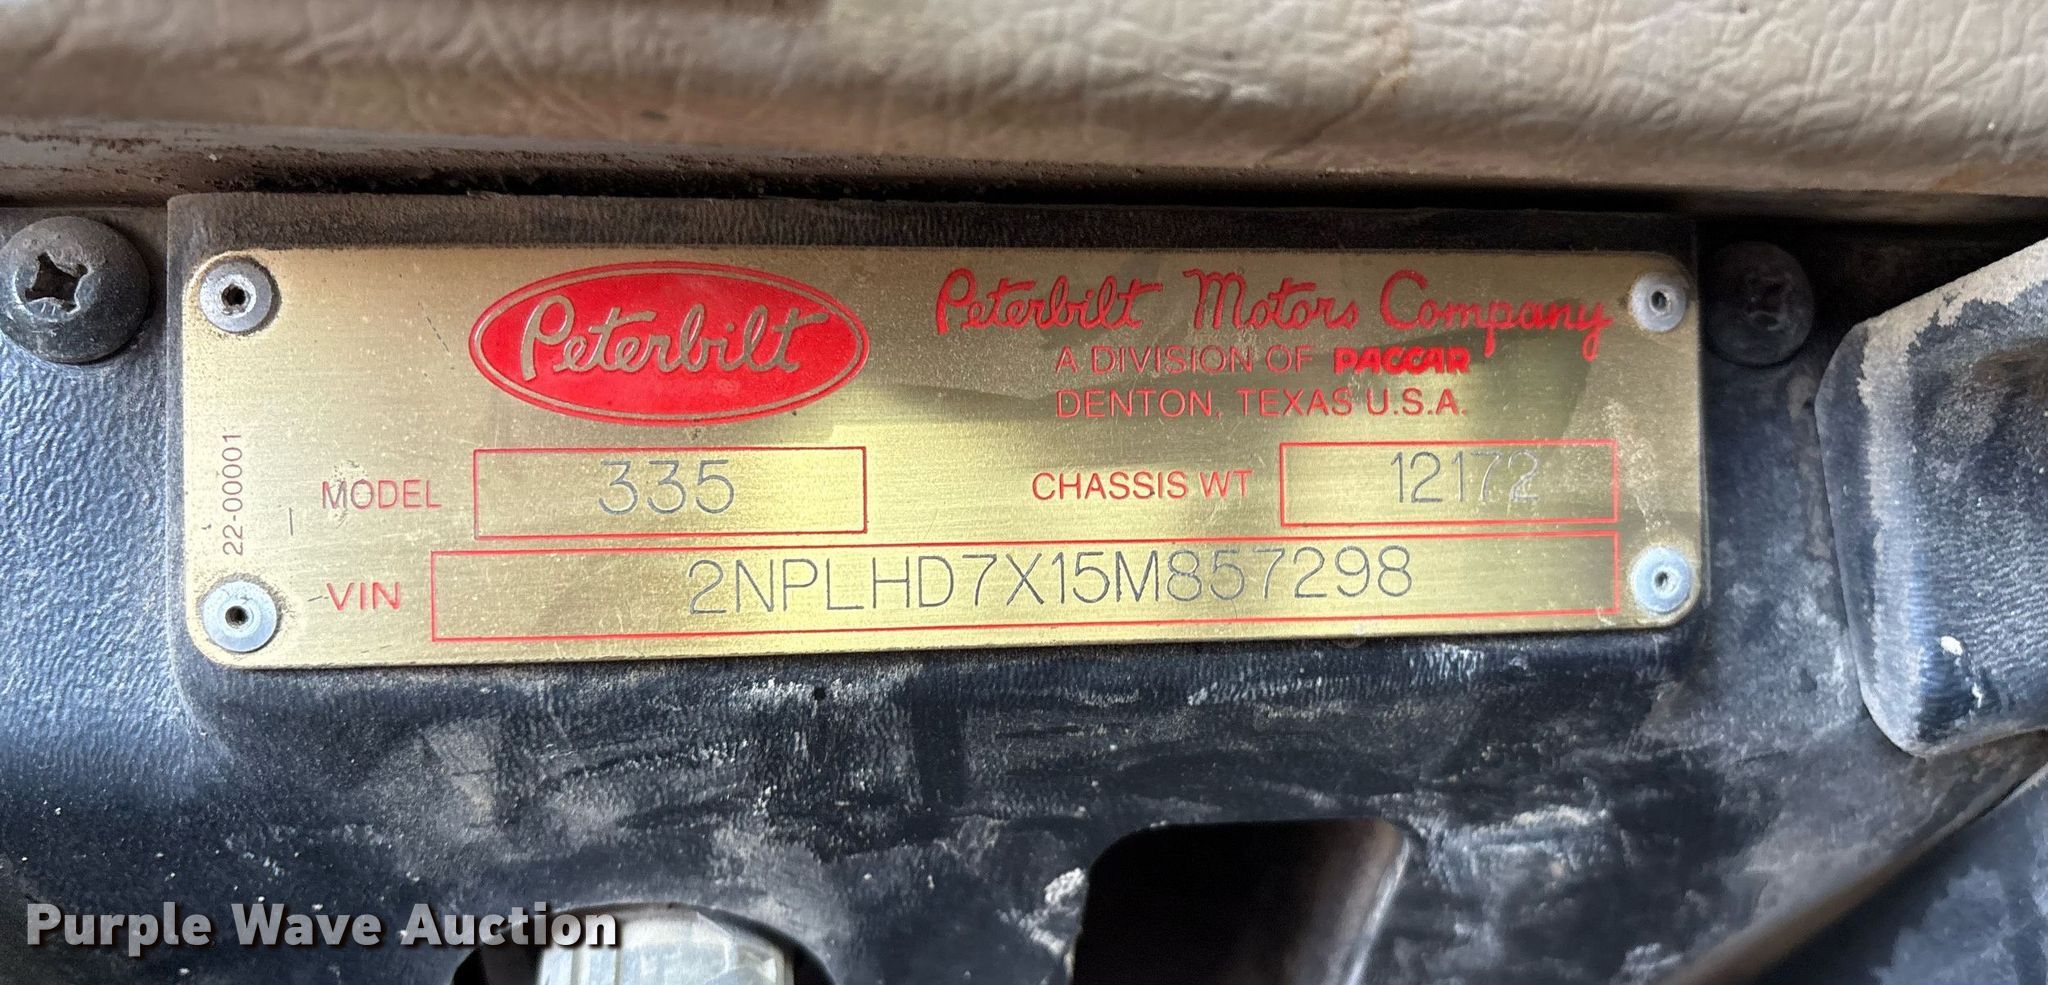 Peterbilt
Peterbilt Motors Company
A DIVISION OF PACCAR
DENTON, TEXAS U.S.A.
22-00001
MODEL 335 CHASSIS WT 12172
VIN 2NPLHD7X15M857298
Purple Wave Auction